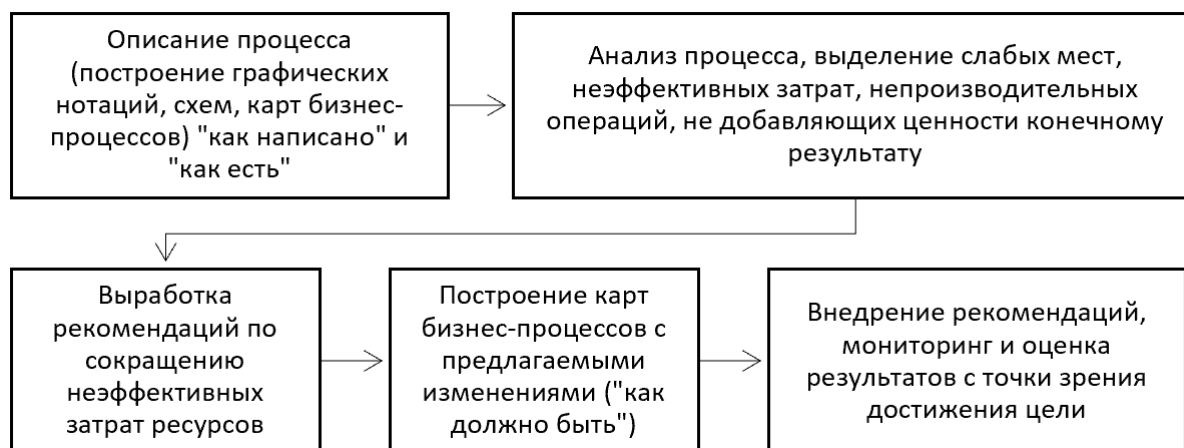 Описание процесса
(построение графических
нотаций, схем, карт бизнес-
процессов) "как написано" и
"как есть"
Анализ процесса, выделение слабых мест,
неэффективных затрат, непроизводительных
операций, не добавляющих ценности конечному
результату
Выработка
рекомендаций по
сокращению
неэффективных
затрат ресурсов
Построение карт
бизнес-процессов с
предлагаемыми
изменениями ("как
должно быть")
Внедрение рекомендаций,
мониторинг и оценка
результатов с точки зрения
достижения цели